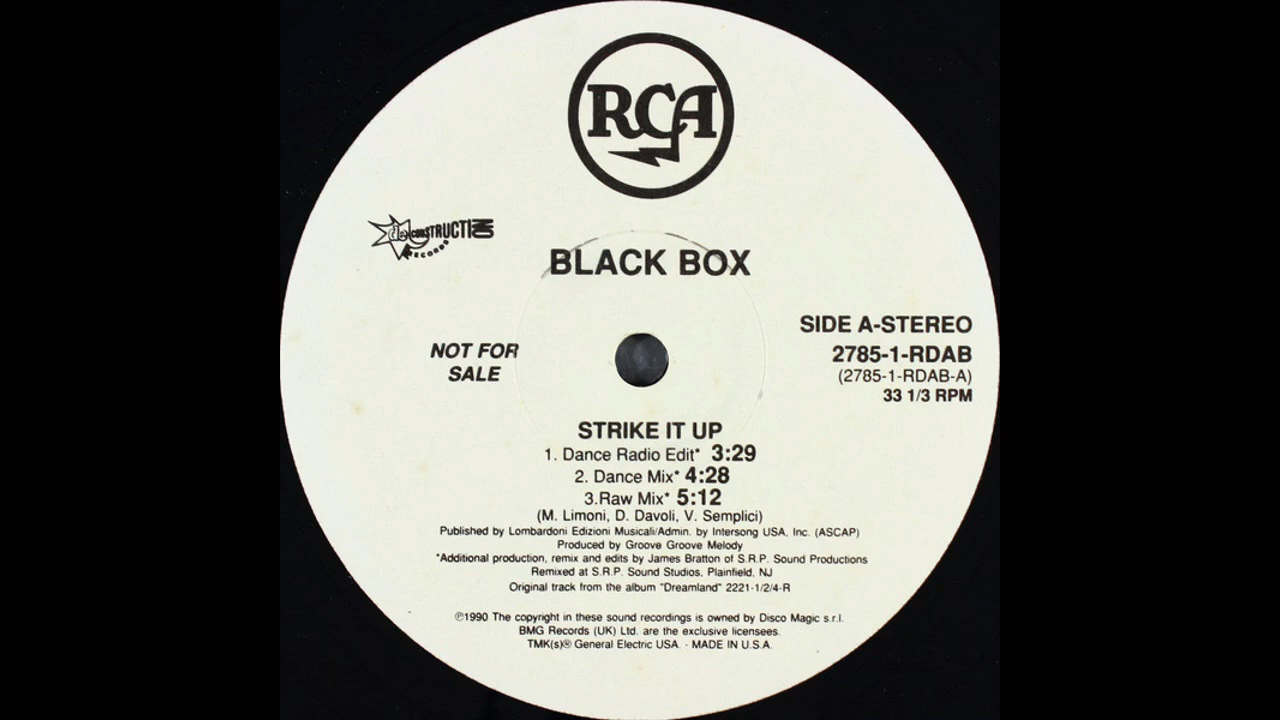 RCA
deCONSTRUCTION
RECORDS
BLACK BOX
SIDE A-STEREO
2785-1-RDAB
(2785-1-RDAB-A)
33 1/3 RPM
NOT FOR
SALE
STRIKE IT UP
1. Dance Radio Edit* 3:29
2. Dance Mix* 4:28
3.Raw Mix* 5:12
(M. Limoni, D. Davoli, V. Semplici)
Published by Lombardoni Edizioni Musicali/Admin. by Intersong USA, Inc. (ASCAP)
Produced by Groove Groove Melody
*Additional production, remix and edits by James Bratton of S.R.P. Sound Productions
Remixed at S.R.P. Sound Studios, Plainfield, NJ
Original track from the album "Dreamland" 2221-1/2/4-R
℗1990 The copyright in these sound recordings is owned by Disco Magic s.r.l.
BMG Records (UK) Ltd. are the exclusive licensees.
TMK(s)® General Electric USA. - MADE IN U.S.A.